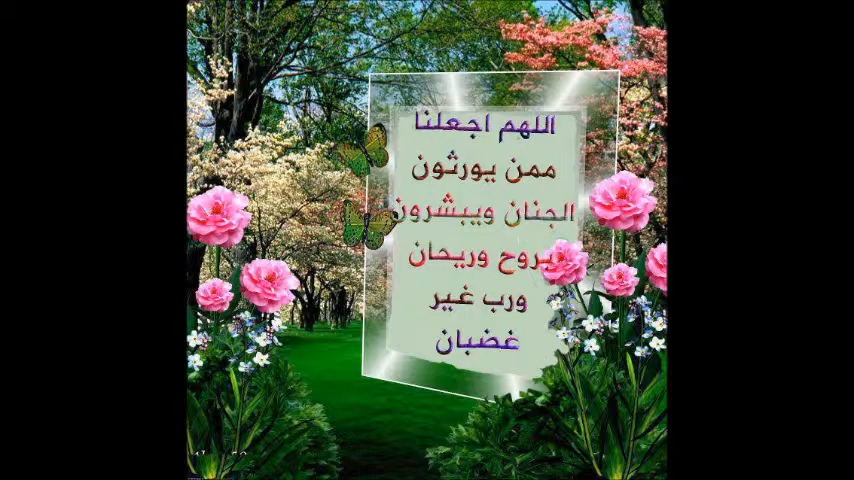 اللهم اجعلنا
ممن يورثون
الجنان ويبشرون
بروح وريحان
ورب غير
غضبان